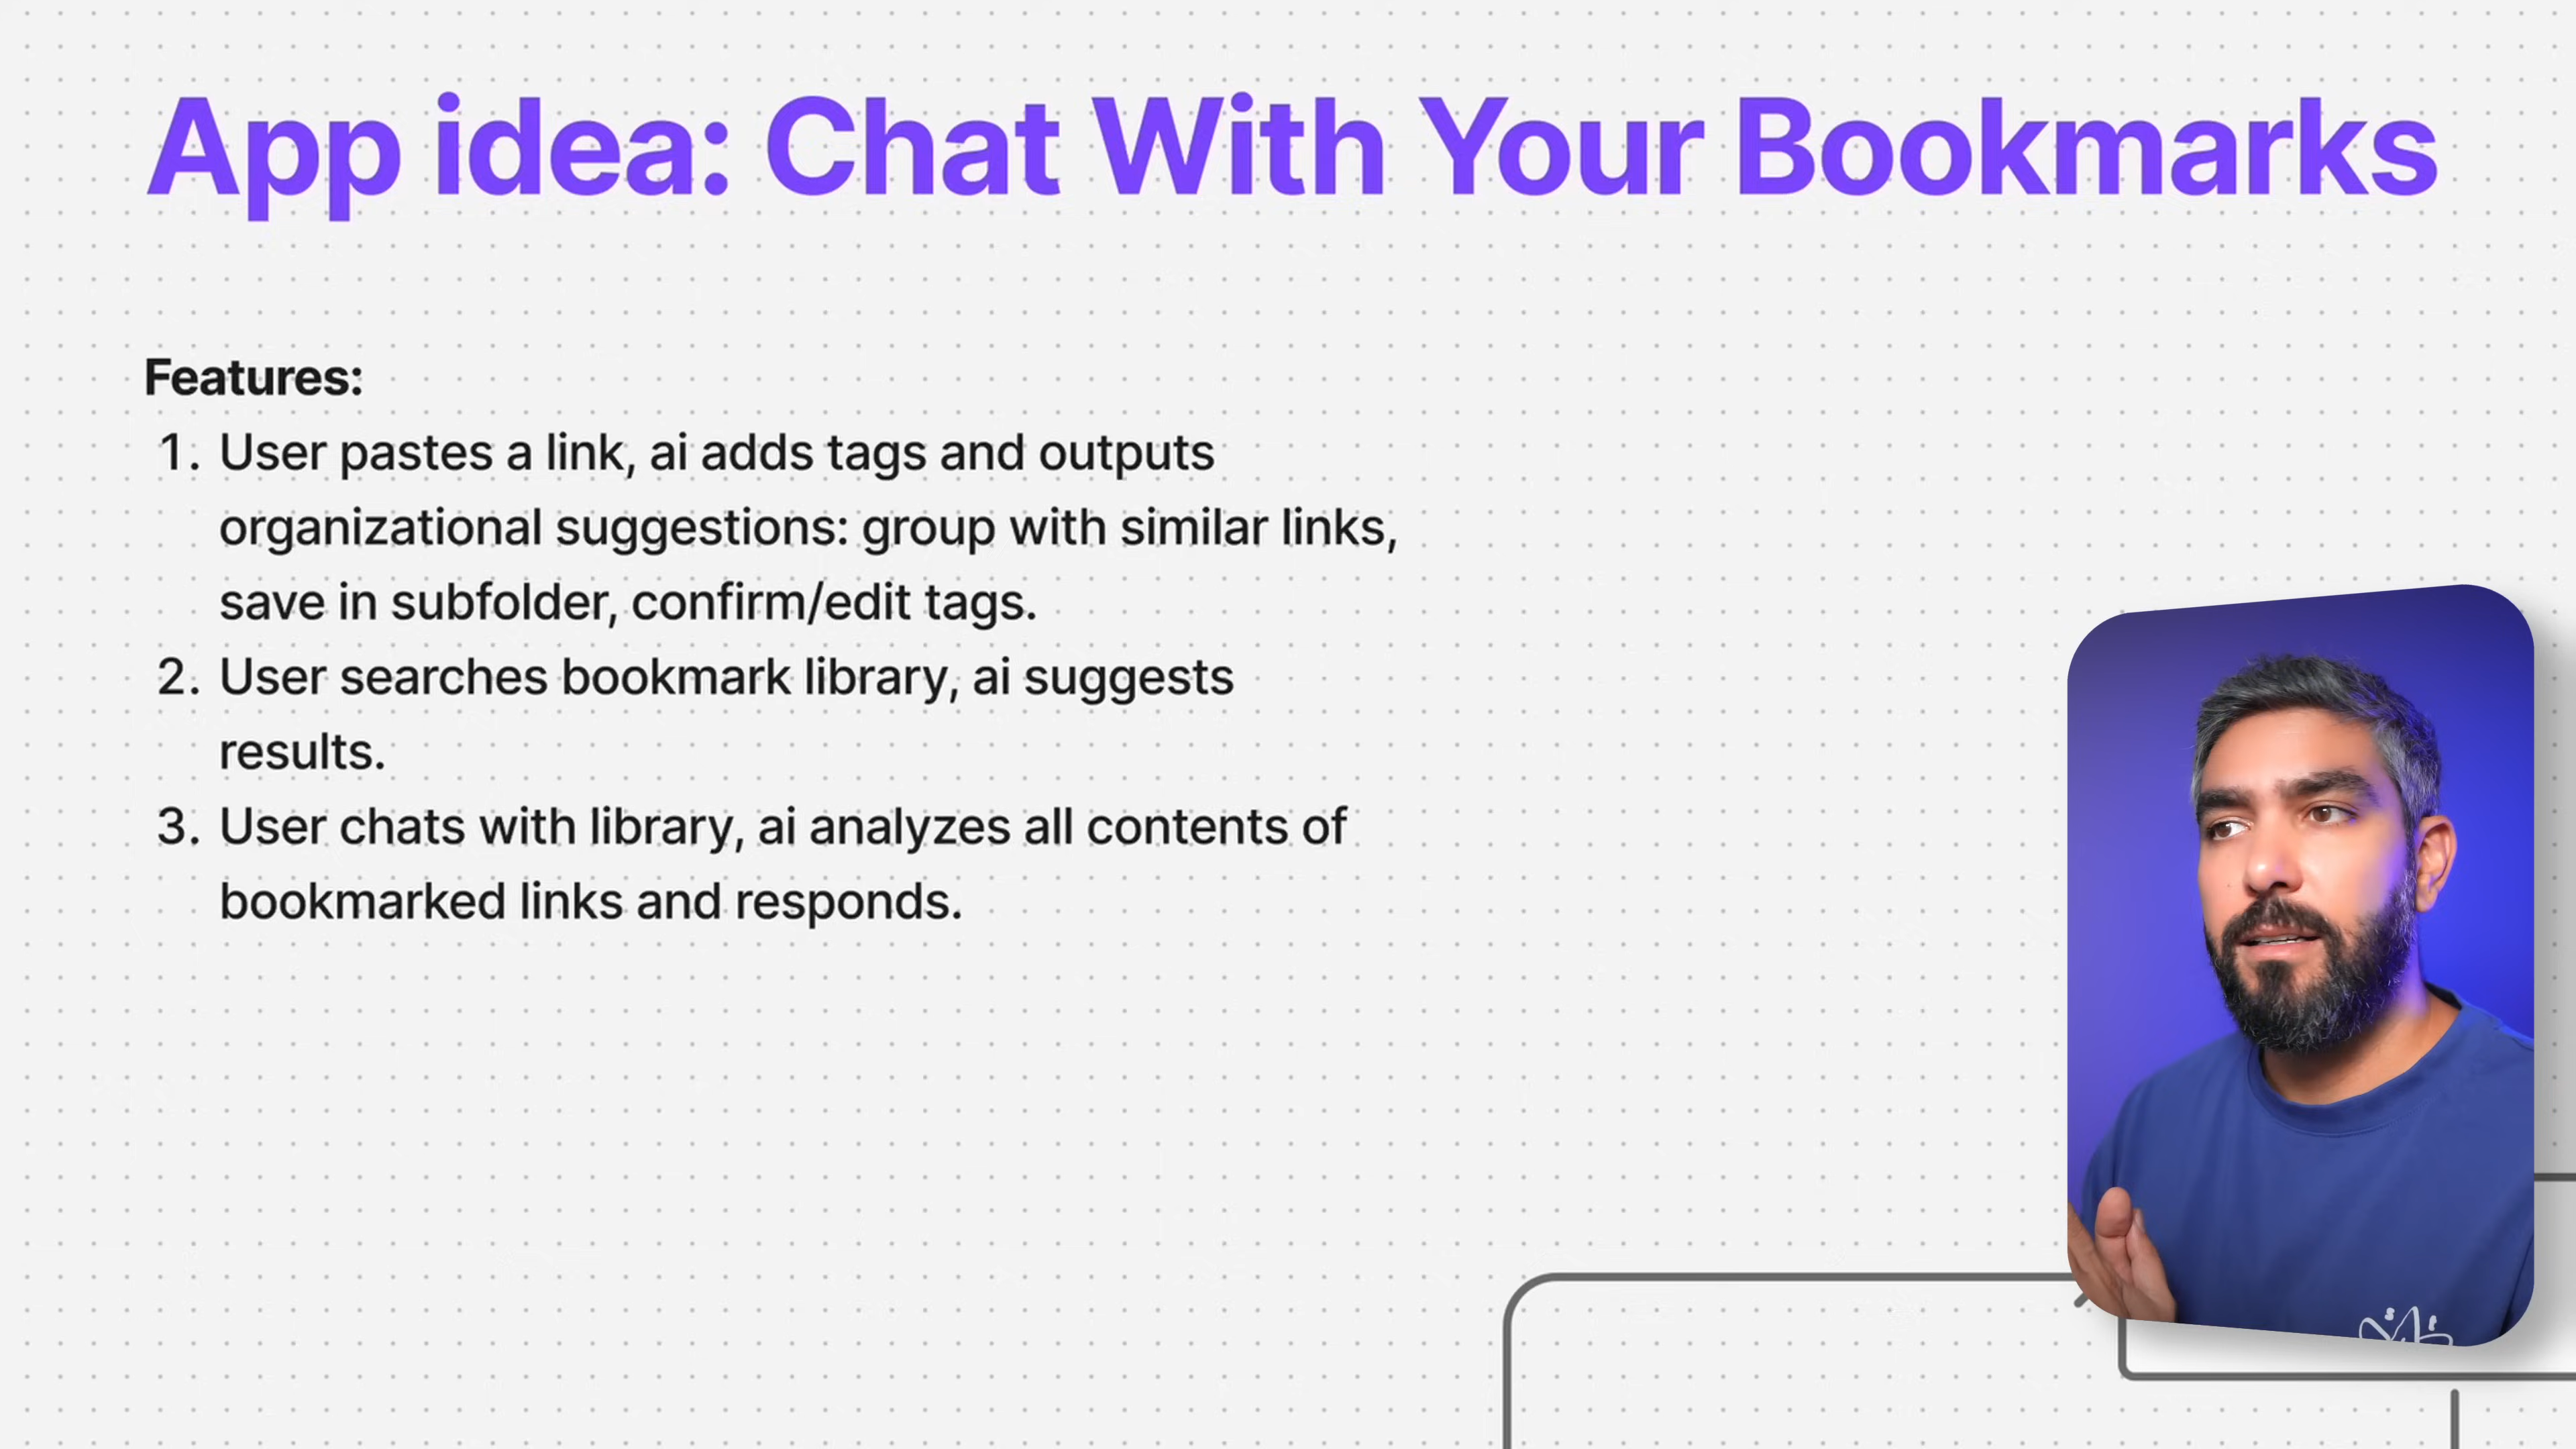 App idea: Chat With Your Bookmarks
Features:
1. User pastes a link, ai adds tags and outputs
organizational suggestions: group with similar links,
save in subfolder, confirm/edit tags.
2. User searches bookmark library, ai suggests
results.
3. User chats with library, ai analyzes all contents of
bookmarked links and responds.